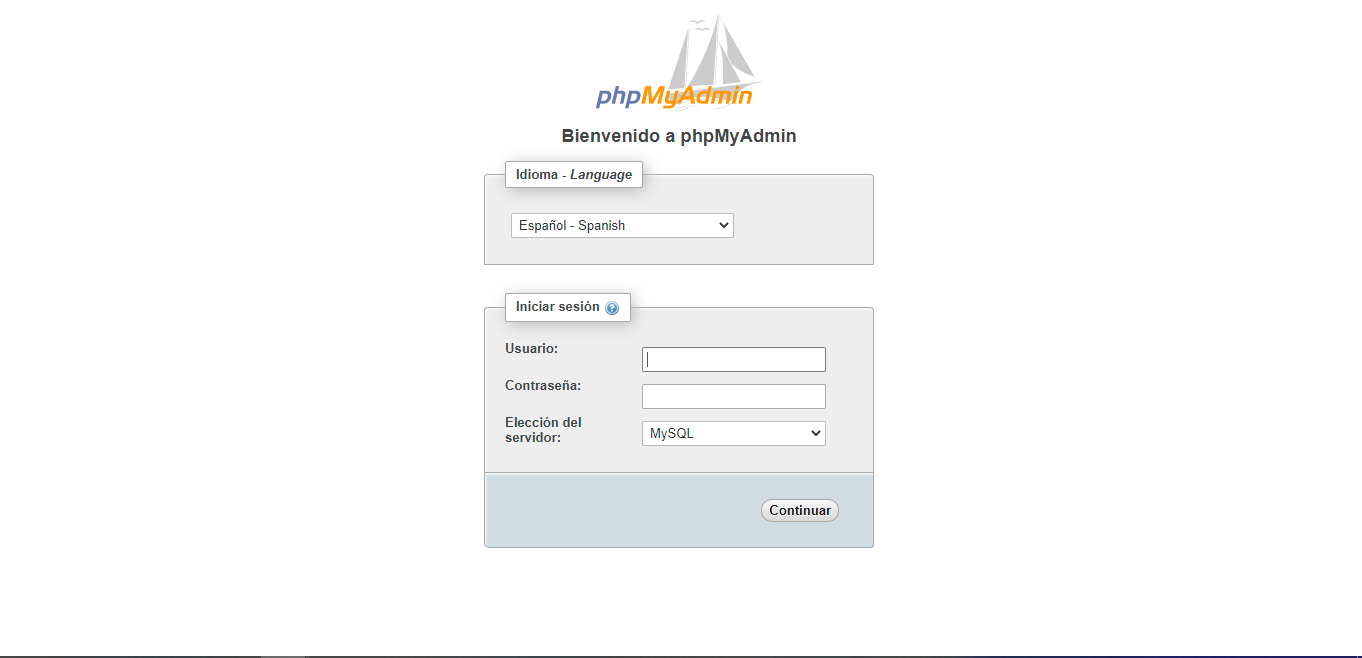 phpMyAdmin
Bienvenido a phpMyAdmin
Idioma - Language
Español - Spanish
Iniciar sesión
Usuario:
Contraseña:
Elección del
servidor:
MySQL
Continuar